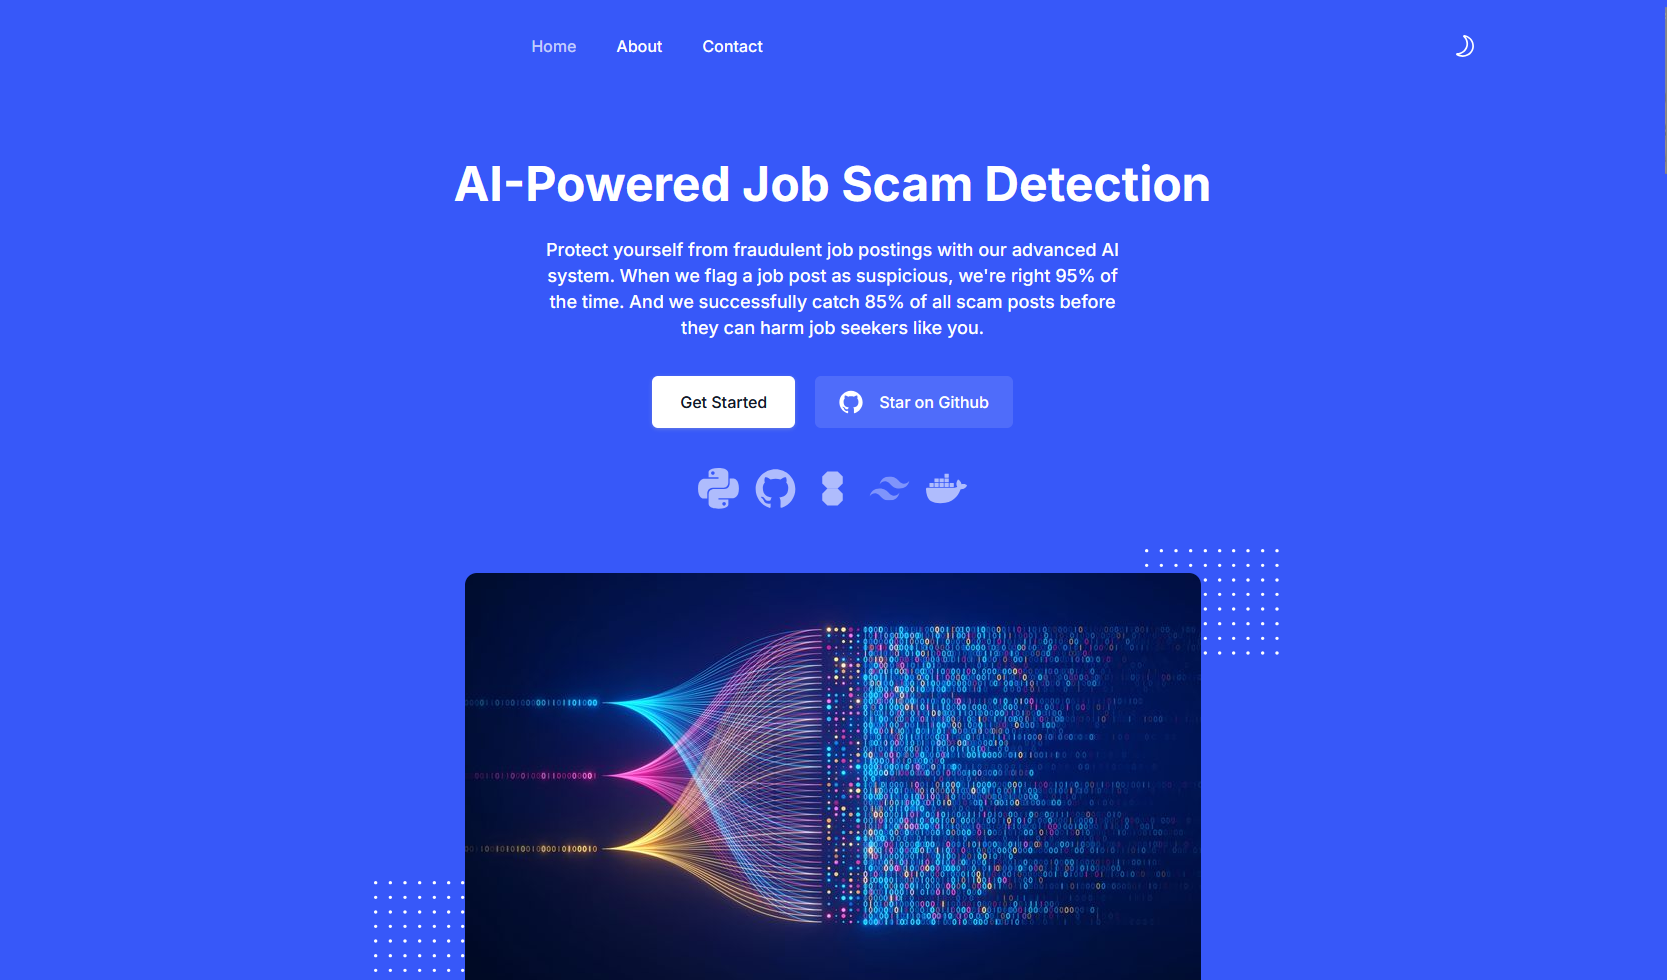 Home About Contact
AI-Powered Job Scam Detection
Protect yourself from fraudulent job postings with our advanced AI
system. When we flag a job post as suspicious, we're right 95% of
the time. And we successfully catch 85% of all scam posts before
they can harm job seekers like you.
Get Started Star on Github